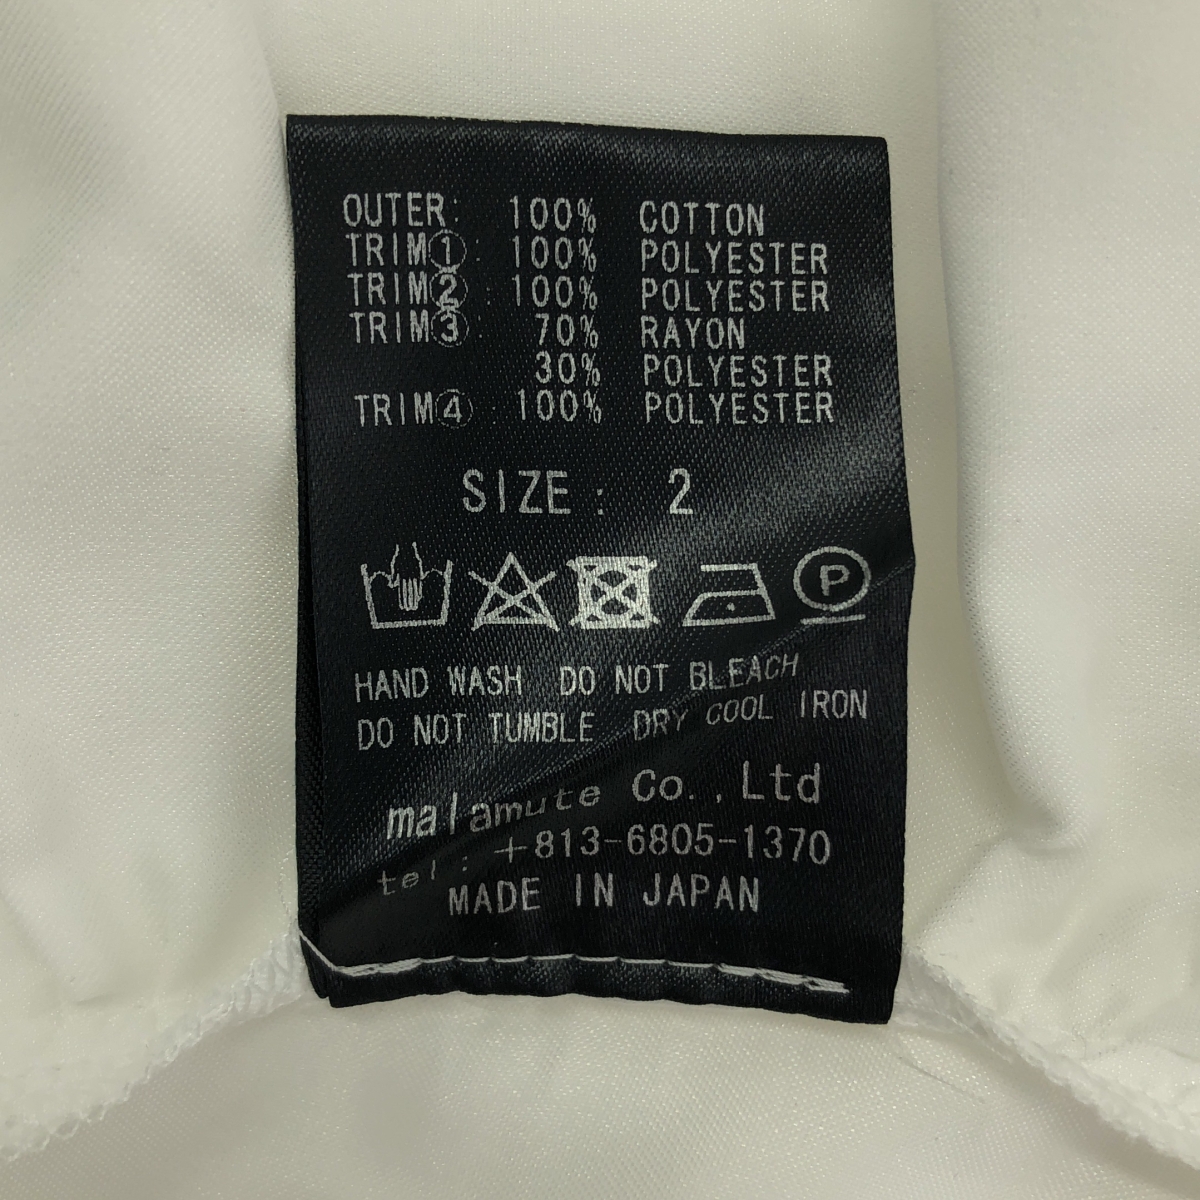 OUTER: 100% COTTON
TRIM①: 100% POLYESTER
TRIM②: 100% POLYESTER
TRIM③: 70% RAYON
30% POLYESTER
TRIM④: 100% POLYESTER
SIZE: 2
P
HAND WASH DO NOT BLEACH
DO NOT TUMBLE DRY COOL IRON
malamute Co.,Ltd
tel: +813-6805-1370
MADE IN JAPAN